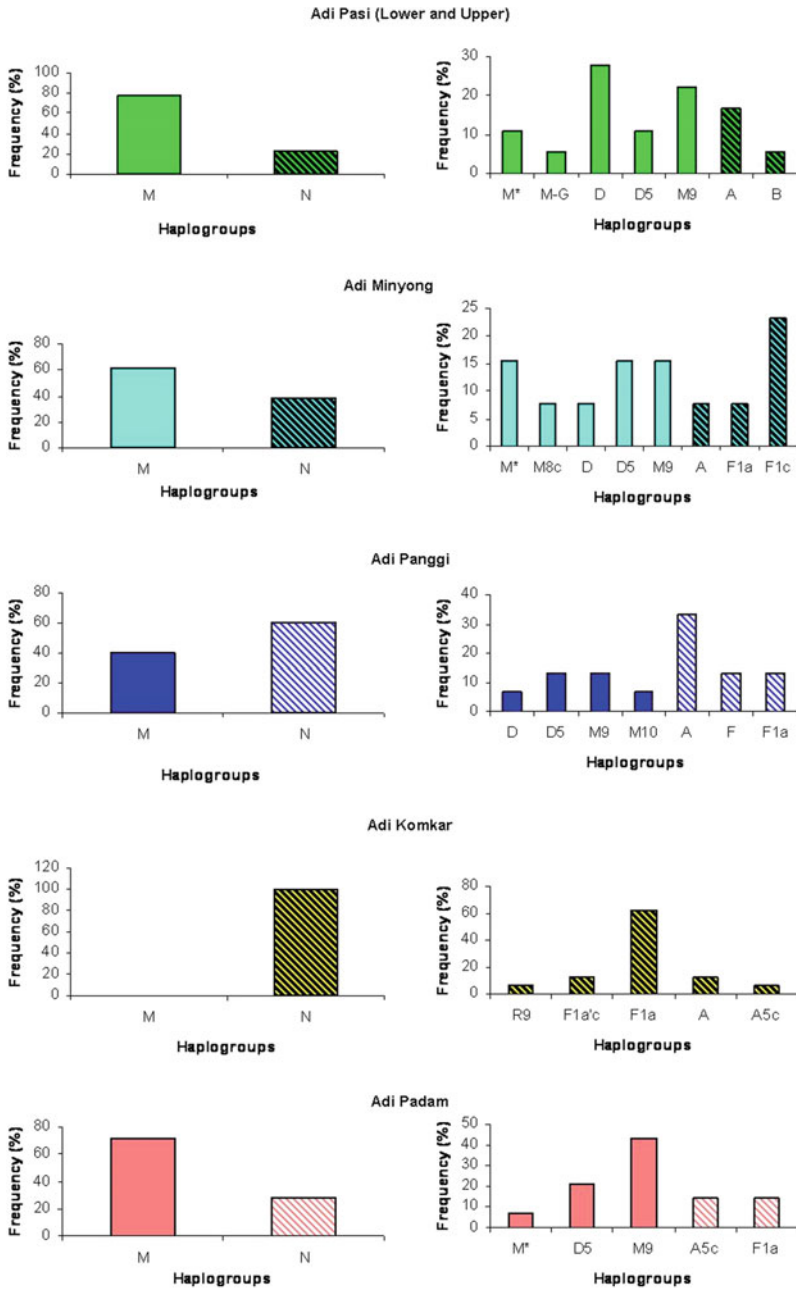 Adi Pasi (Lower and Upper)
Frequency (%)
100
80
60
40
20
0
M N
Haplogroups
Frequency (%)
30
20
10
0
M* M-G D D5 M9 A B
Haplogroups
Adi Minyong
Frequency (%)
80
60
40
20
0
M N
Haplogroups
Frequency (%)
25
20
15
10
5
0
M* M8c D D5 M9 A F1a F1c
Haplogroups
Adi Panggi
Frequency (%)
80
60
40
20
0
M N
Haplogroups
Frequency (%)
40
30
20
10
0
D D5 M9 M10 A F F1a
Haplogroups
Adi Komkar
Frequency (%)
120
100
80
60
40
20
0
M N
Haplogroups
Frequency (%)
80
60
40
20
0
R9 F1a'c F1a A A5c
Haplogroups
Adi Padam
Frequency (%)
80
60
40
20
0
M N
Haplogroups
Frequency (%)
50
40
30
20
10
0
M* D5 M9 A5c F1a
Haplogroups